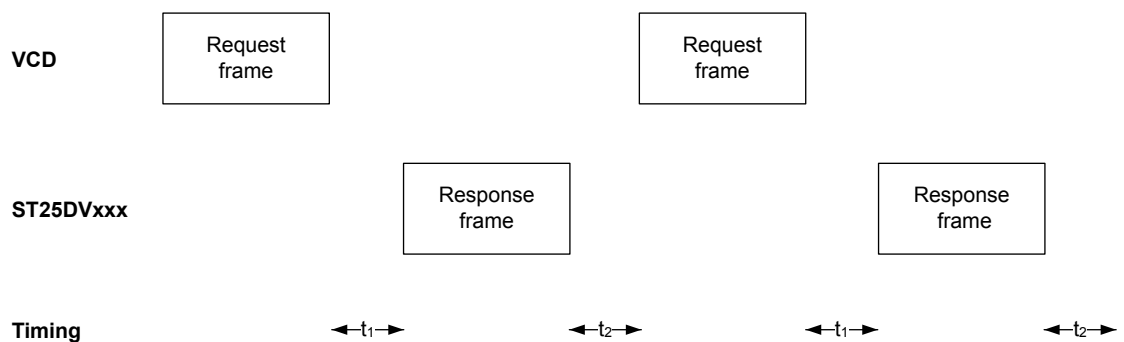 VCD
Request
frame
Request
frame
ST25DVxxx
Response
frame
Response
frame
Timing
t1
t2
t1
t2